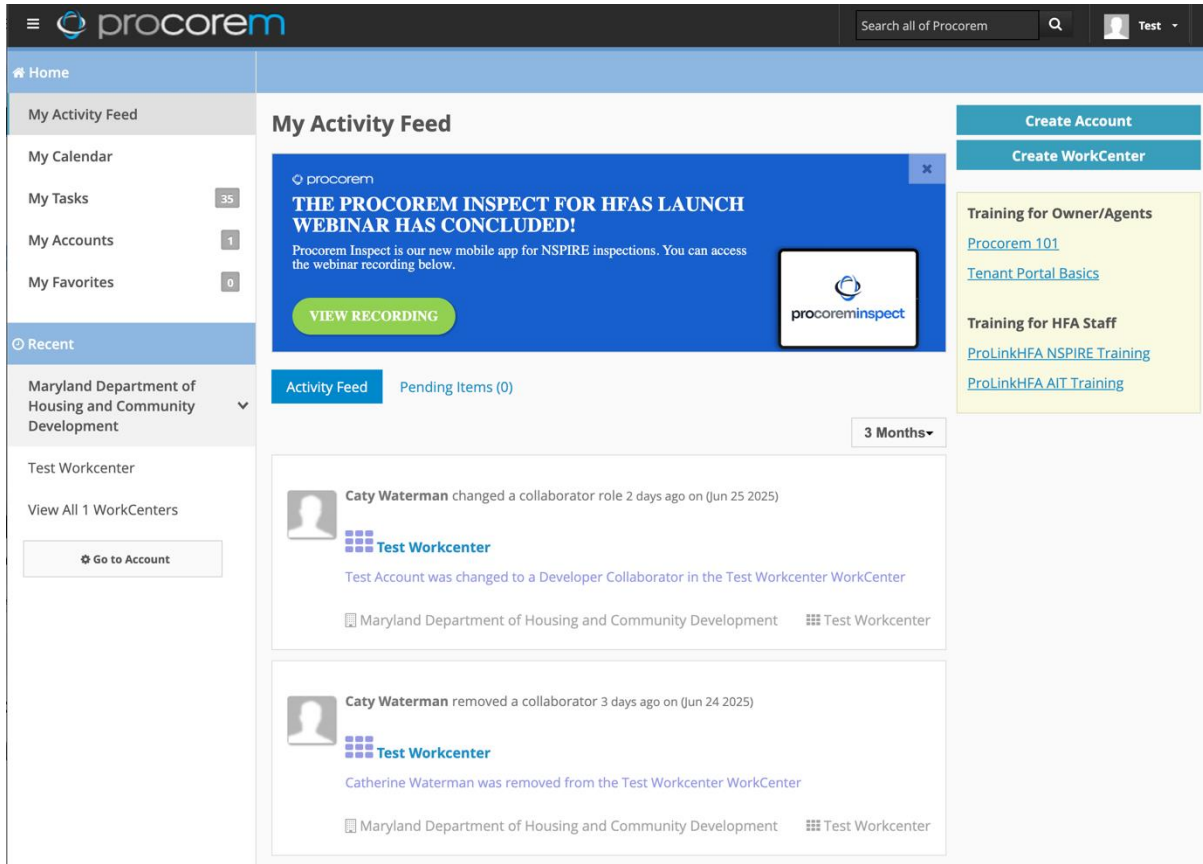 procorem
Search all of Procorem
Test
Home
My Activity Feed
My Calendar
My Tasks 35
My Accounts 1
My Favorites 0
Recent
Maryland Department of
Housing and Community
Development
Test Workcenter
View All 1 WorkCenters
Go to Account
My Activity Feed
procorem
THE PROCOREM INSPECT FOR HFAS LAUNCH
WEBINAR HAS CONCLUDED!
Procorem Inspect is our new mobile app for NSPIRE inspections. You can access
the webinar recording below.
VIEW RECORDING
procoreminspect
Activity Feed Pending Items (0)
3 Months
Caty Waterman changed a collaborator role 2 days ago on (Jun 25 2025)
Test Workcenter
Test Account was changed to a Developer Collaborator in the Test Workcenter WorkCenter
Maryland Department of Housing and Community Development Test Workcenter
Caty Waterman removed a collaborator 3 days ago on (Jun 24 2025)
Test Workcenter
Catherine Waterman was removed from the Test Workcenter WorkCenter
Maryland Department of Housing and Community Development Test Workcenter
Create Account
Create WorkCenter
Training for Owner/Agents
Procorem 101
Tenant Portal Basics
Training for HFA Staff
ProLinkHFA NSPIRE Training
ProLinkHFA AIT Training